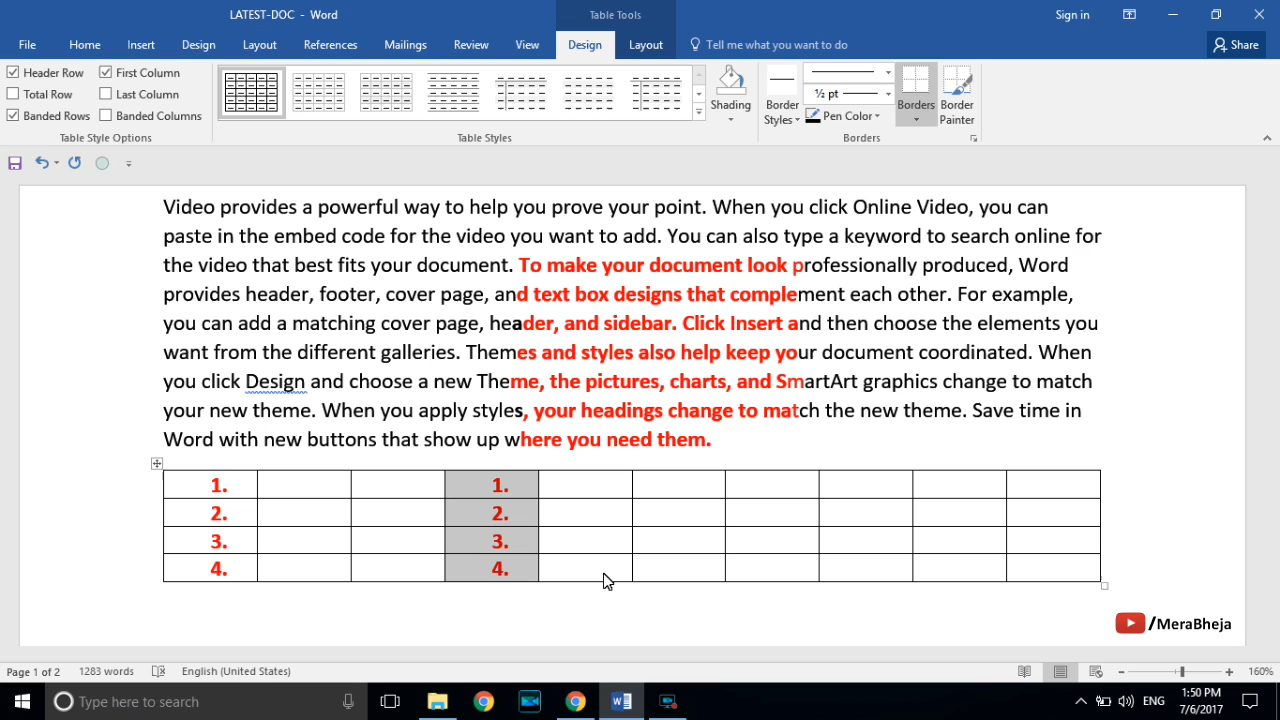 LATEST-DOC - Word
Table Tools
Sign in
File
Home
Insert
Design
Layout
References
Mailings
Review
View
Design
Layout
Tell me what you want to do
Share
Header Row
First Column
Total Row
Last Column
Banded Rows
Banded Columns
Table Style Options
Table Styles
Shading
Border Styles
½ pt
Pen Color
Borders
Border Painter
Borders
Video provides a powerful way to help you prove your point. When you click Online Video, you can
paste in the embed code for the video you want to add. You can also type a keyword to search online for
the video that best fits your document. To make your document look professionally produced, Word
provides header, footer, cover page, and text box designs that complement each other. For example,
you can add a matching cover page, header, and sidebar. Click Insert and then choose the elements you
want from the different galleries. Themes and styles also help keep your document coordinated. When
you click Design and choose a new Theme, the pictures, charts, and SmartArt graphics change to match
your new theme. When you apply styles, your headings change to match the new theme. Save time in
Word with new buttons that show up where you need them.
1. 1.
2. 2.
3. 3.
4. 4.
/MeraBheja
Page 1 of 2
1283 words
English (United States)
160%
Type here to search
ENG
1:50 PM
7/6/2017